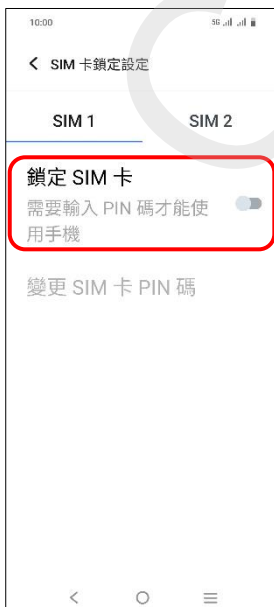 10:00 5G
SIM 卡鎖定設定
SIM 1 SIM 2
鎖定 SIM 卡
需要輸入 PIN 碼才能使
用手機
變更 SIM 卡 PIN 碼